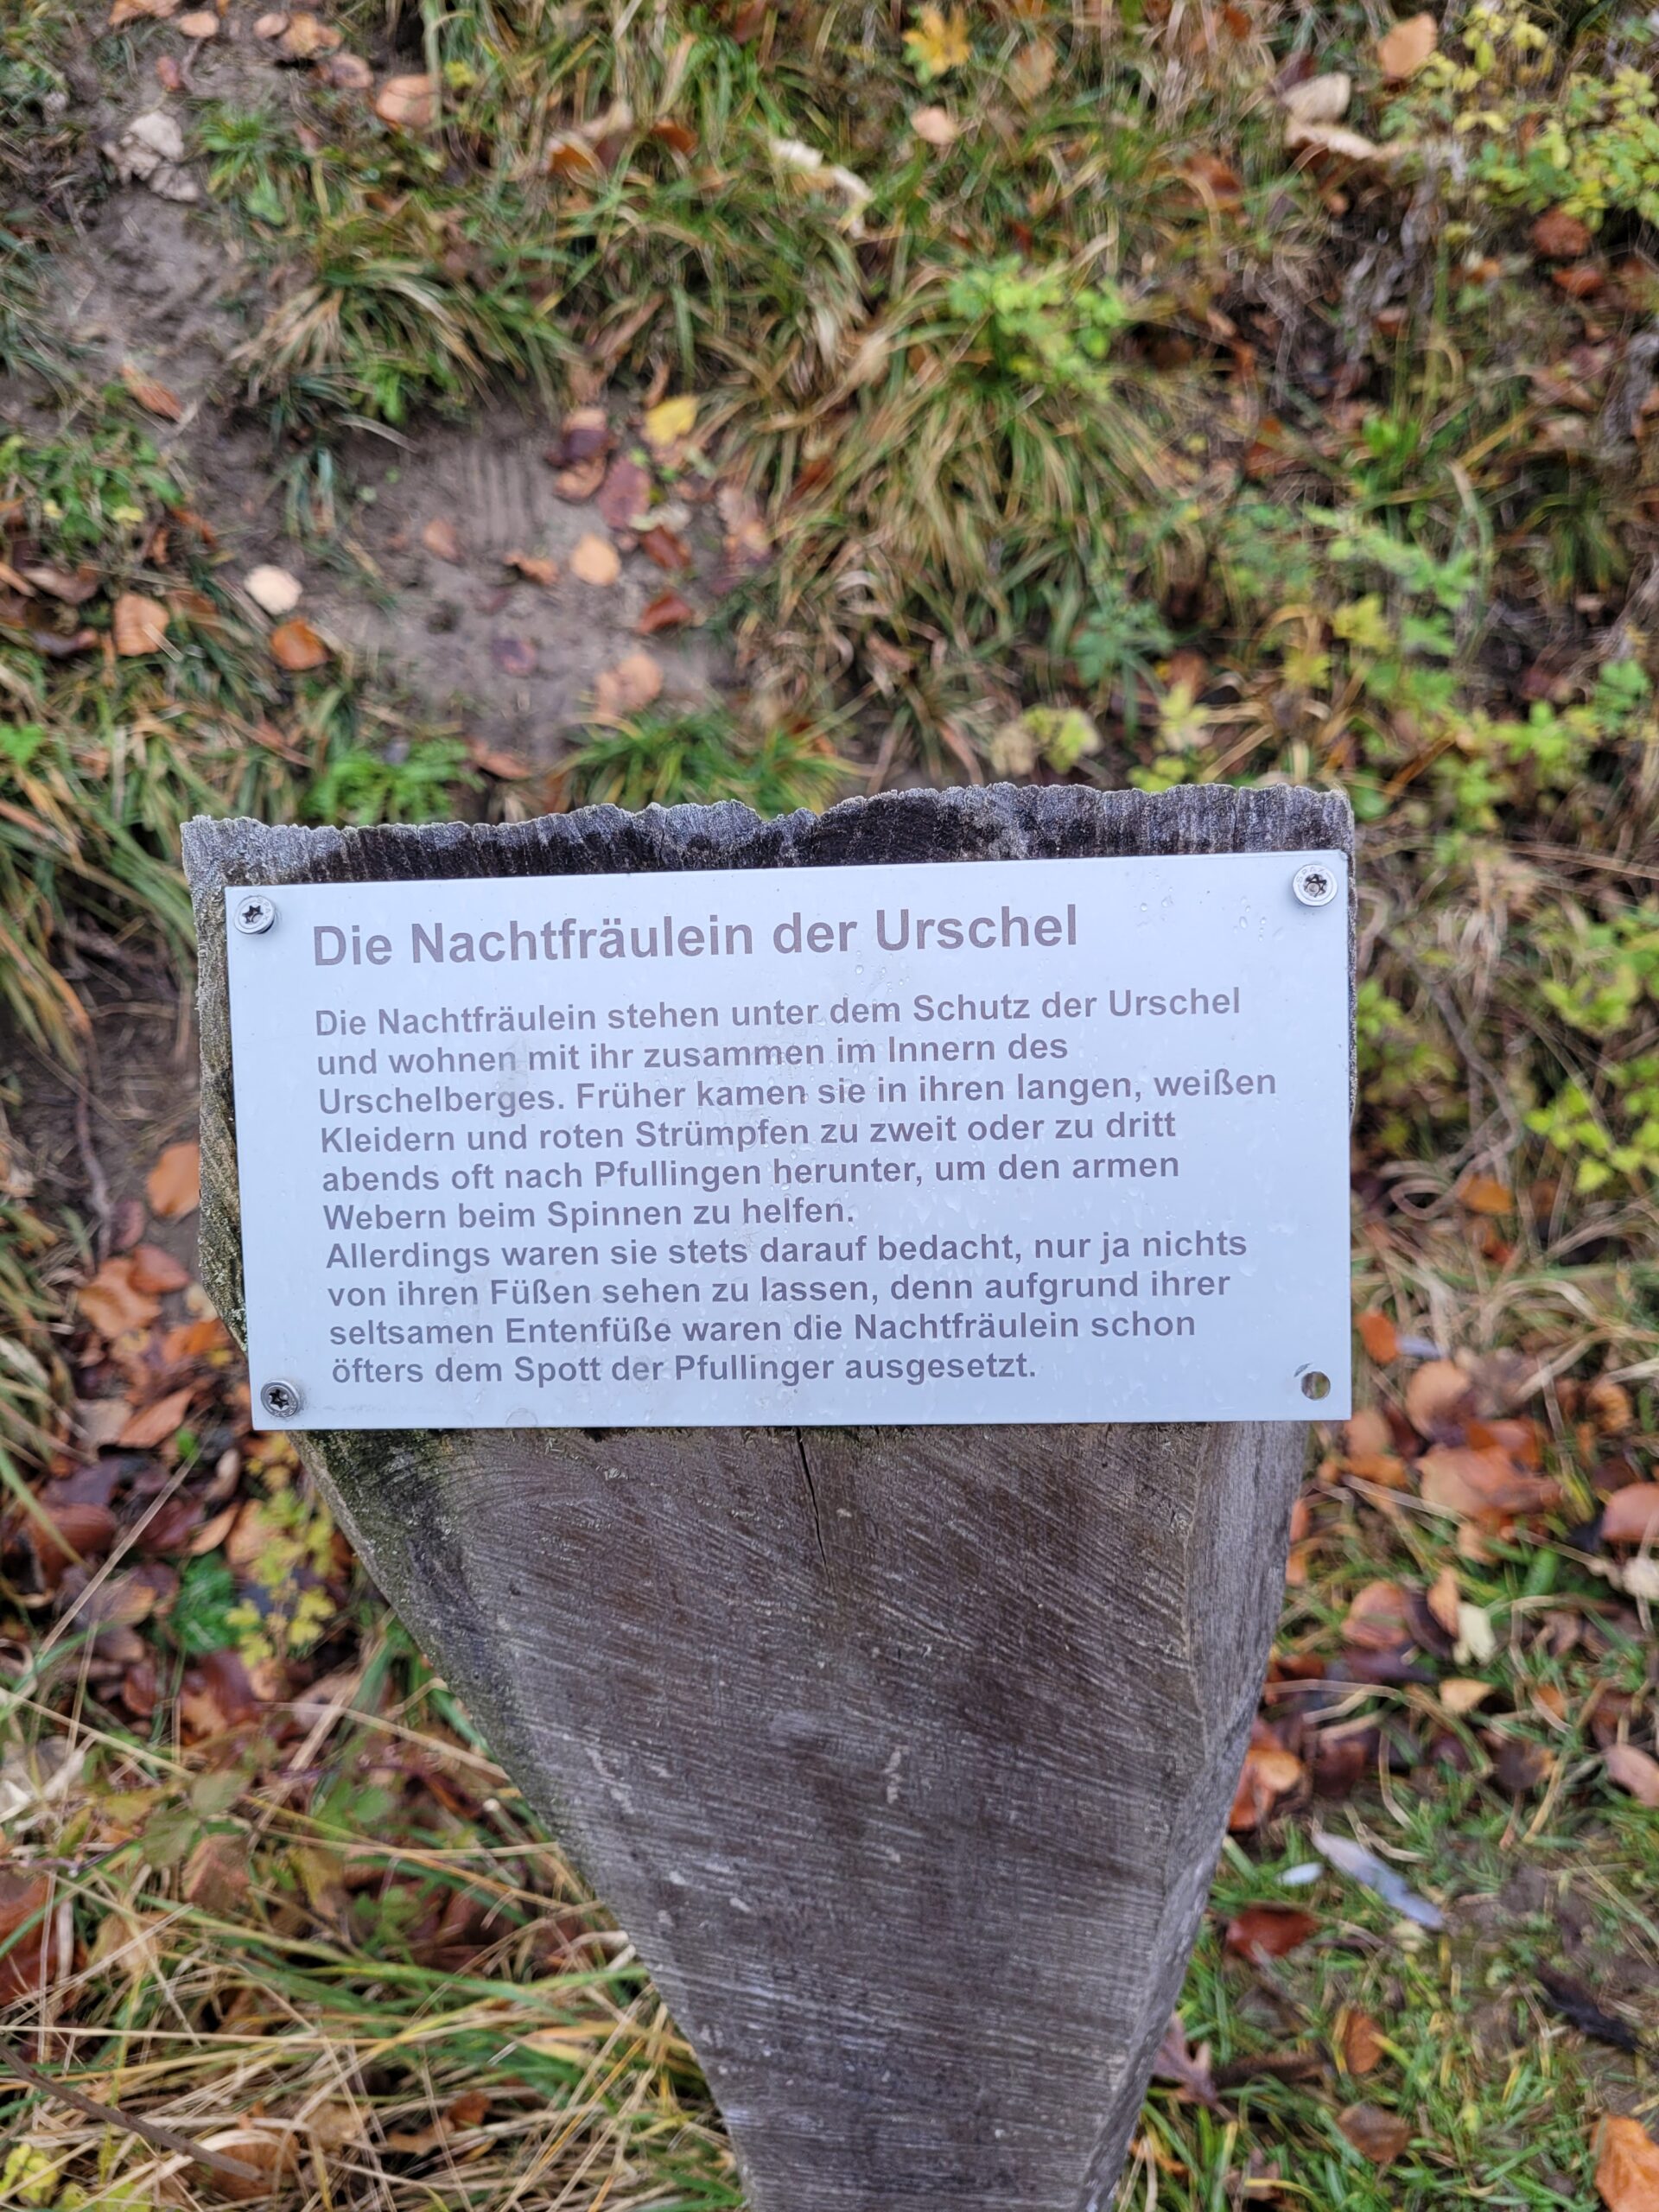 Die Nachtfräulein der Urschel
Die Nachtfräulein stehen unter dem Schutz der Urschel
und wohnen mit ihr zusammen im Innern des
Urschelberges. Früher kamen sie in ihren langen, weißen
Kleidern und roten Strümpfen zu zweit oder zu dritt
abends oft nach Pfullingen herunter, um den armen
Webern beim Spinnen zu helfen.
Allerdings waren sie stets darauf bedacht, nur ja nichts
von ihren Füßen sehen zu lassen, denn aufgrund ihrer
seltsamen Entenfüße waren die Nachtfräulein schon
öfters dem Spott der Pfullinger ausgesetzt.